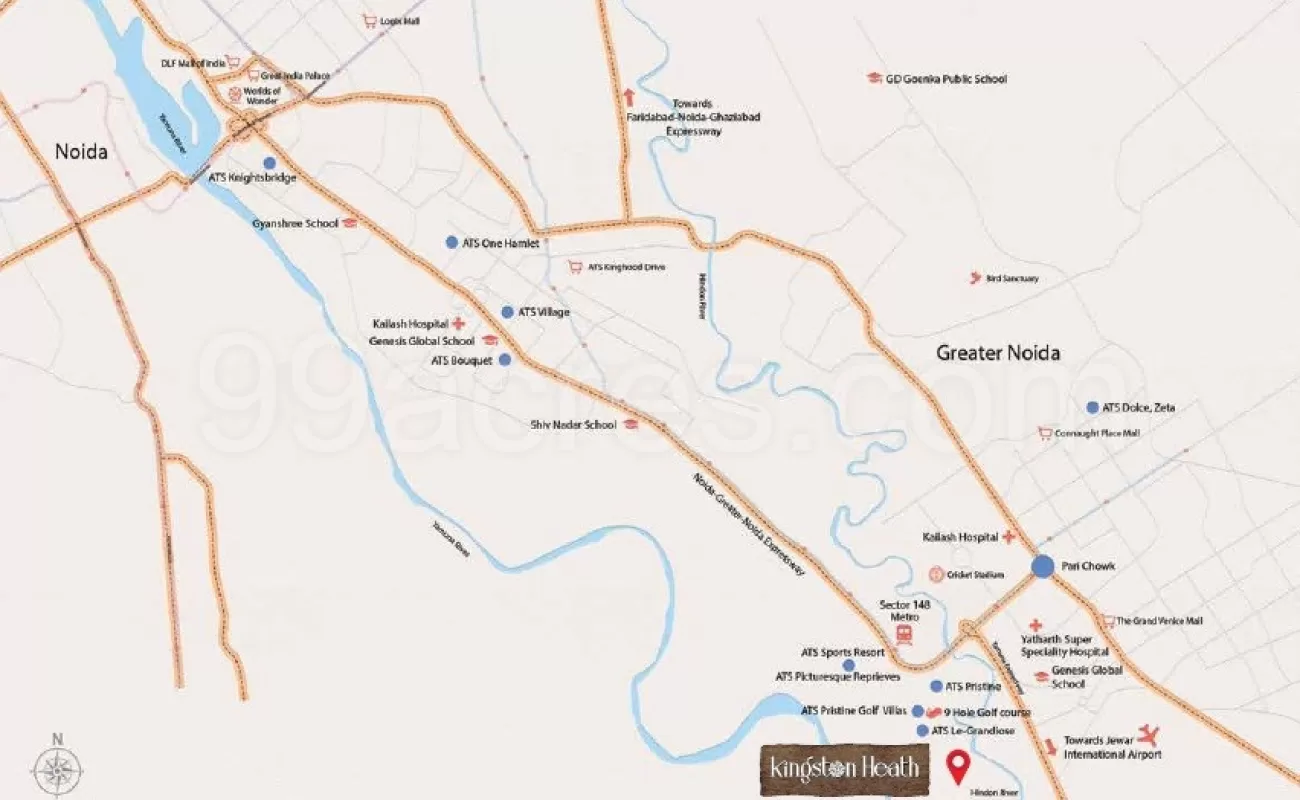 Logix Mall
DLF Mall of India
Great India Palace
Worlds of
Wonder
GD Goenka Public School
Towards
Faridabad-Noida-Ghaziabad
Expressway
Yamuna River
Noida
ATS Knightsbridge
Gyanshree School
ATS One Hamlet
ATS Kinghood Drive
Hindon River
Bird Sanctuary
ATS Village
Kailash Hospital
Genesis Global School
ATS Bouquet
Greater Noida
99acres.com
ATS Dolce, Zeta
Connaught Place Mall
Shiv Nadar School
Noida-Greater-Noida Expressway
Yamuna River
Kailash Hospital
Pari Chowk
Cricket Stadium
Sector 148
Metro
The Grand Venice Mall
Yatharth Super
Speciality Hospital
ATS Sports Resort
Yamuna Expressway
Genesis Global
School
ATS Picturesque Reprieves
ATS Pristine
ATS Pristine Golf Villas
9 Hole Golf course
ATS Le-Grandiose
N
Towards Jewar
International Airport
Kingston Heath
Hindon River